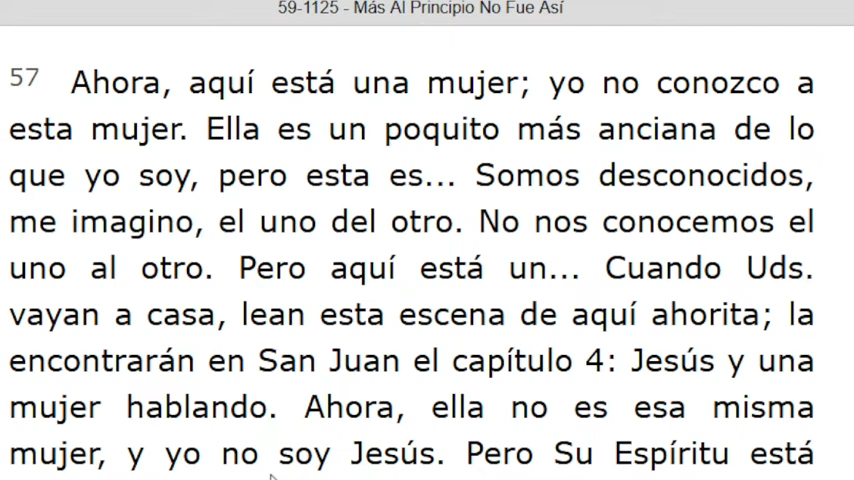 59-1125 - Más Al Principio No Fue Así
57 Ahora, aquí está una mujer; yo no conozco a
esta mujer. Ella es un poquito más anciana de lo
que yo soy, pero esta es... Somos desconocidos,
me imagino, el uno del otro. No nos conocemos el
uno al otro. Pero aquí está un... Cuando Uds.
vayan a casa, lean esta escena de aquí ahorita; la
encontrarán en San Juan el capítulo 4: Jesús y una
mujer hablando. Ahora, ella no es esa misma
mujer, y yo no soy Jesús. Pero Su Espíritu está